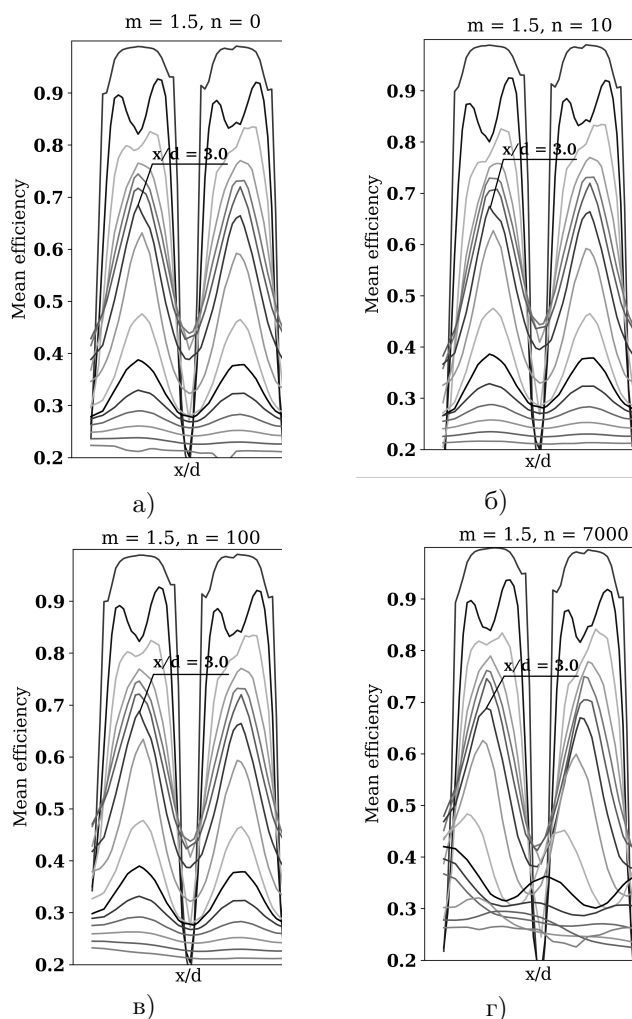 m = 1.5, n = 0
Mean efficiency
0.9
0.8
0.7
0.6
0.5
0.4
0.3
0.2
x/d = 3.0
x/d
а)
m = 1.5, n = 10
Mean efficiency
0.9
0.8
0.7
0.6
0.5
0.4
0.3
0.2
x/d = 3.0
x/d
б)
m = 1.5, n = 100
Mean efficiency
0.9
0.8
0.7
0.6
0.5
0.4
0.3
0.2
x/d = 3.0
x/d
в)
m = 1.5, n = 7000
Mean efficiency
0.9
0.8
0.7
0.6
0.5
0.4
0.3
0.2
x/d = 3.0
x/d
г)